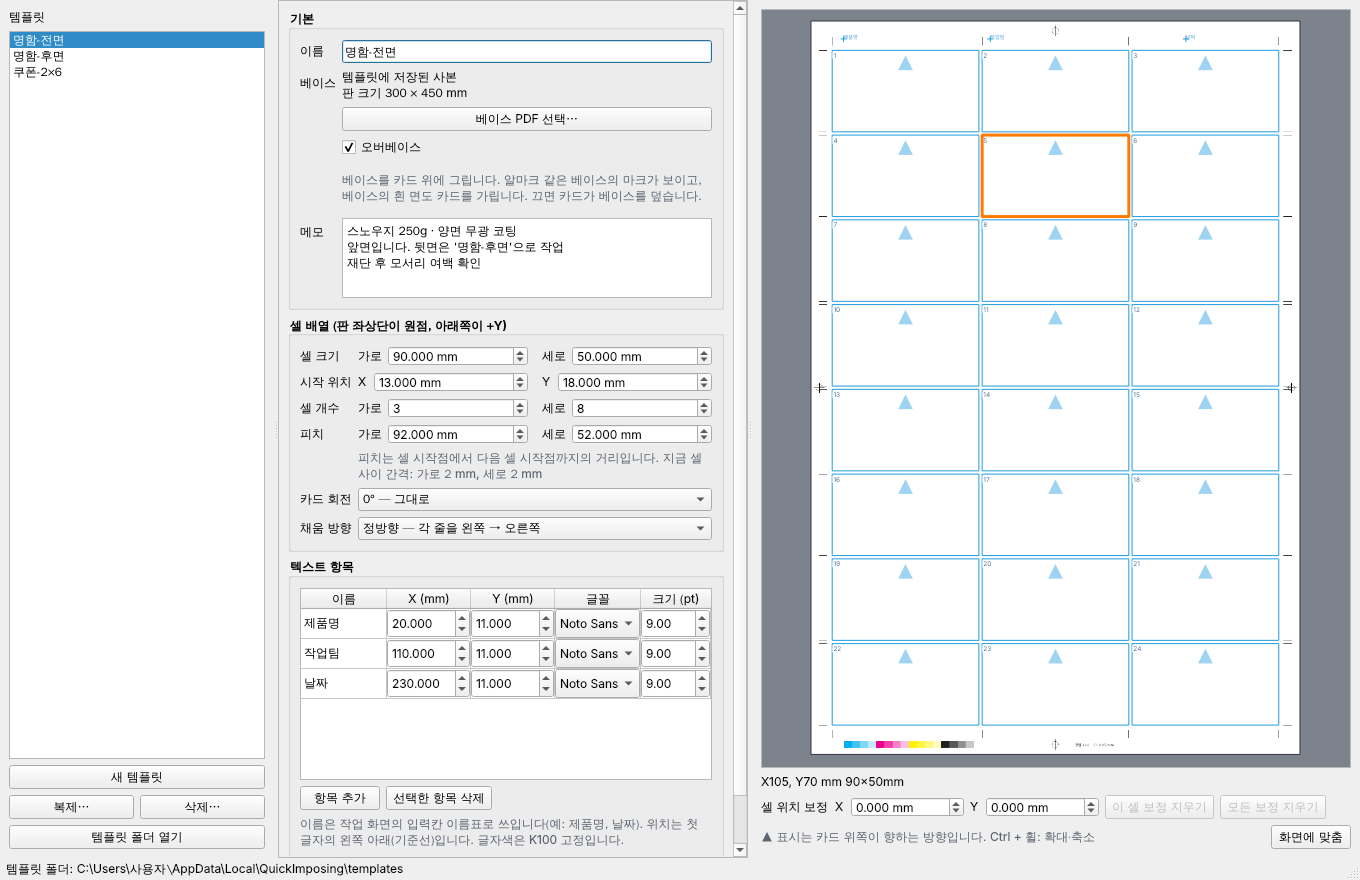 템플릿
명함-전면
명함-후면
쿠폰-2×6
새 템플릿
복제…
삭제…
템플릿 폴더 열기
기본
이름 명함-전면
베이스 템플릿에 저장된 사본
판 크기 300 × 450 mm
베이스 PDF 선택…
오버베이스
베이스를 카드 위에 그립니다. 알마크 같은 베이스의 마크가 보이고,
베이스의 흰 면도 카드를 가립니다. 끄면 카드가 베이스를 덮습니다.
메모
스노우지 250g · 양면 무광 코팅
앞면입니다. 뒷면은 '명함-후면'으로 작업
재단 후 모서리 여백 확인
셀 배열 (판 좌상단이 원점, 아래쪽이 +Y)
셀 크기 가로 90.000 mm 세로 50.000 mm
시작 위치 X 13.000 mm Y 18.000 mm
셀 개수 가로 3 세로 8
피치 가로 92.000 mm 세로 52.000 mm
피치는 셀 시작점에서 다음 셀 시작점까지의 거리입니다. 지금 셀
사이 간격: 가로 2 mm, 세로 2 mm
카드 회전 0° — 그대로
채움 방향 정방향 — 각 줄을 왼쪽 → 오른쪽
텍스트 항목
이름 X (mm) Y (mm) 글꼴 크기 (pt)
제품명 20.000 11.000 Noto Sans 9.00
작업팀 110.000 11.000 Noto Sans 9.00
날짜 230.000 11.000 Noto Sans 9.00
항목 추가 선택한 항목 삭제
이름은 작업 화면의 입력칸 이름표로 쓰입니다(예: 제품명, 날짜). 위치는 첫
글자의 왼쪽 아래(기준선)입니다. 글자색은 K100 고정입니다.
제품명 작업팀 날짜
1 2 3
4 5 6
7 8 9
10 11 12
13 14 15
16 17 18
19 20 21
22 23 24
X105, Y70 mm 90×50mm
셀 위치 보정 X 0.000 mm Y 0.000 mm 이 셀 보정 지우기 모든 보정 지우기
▲ 표시는 카드 위쪽이 향하는 방향입니다. Ctrl + 휠: 확대·축소
화면에 맞춤
템플릿 폴더: C:\Users\사용자\AppData\Local\QuickImposing\templates